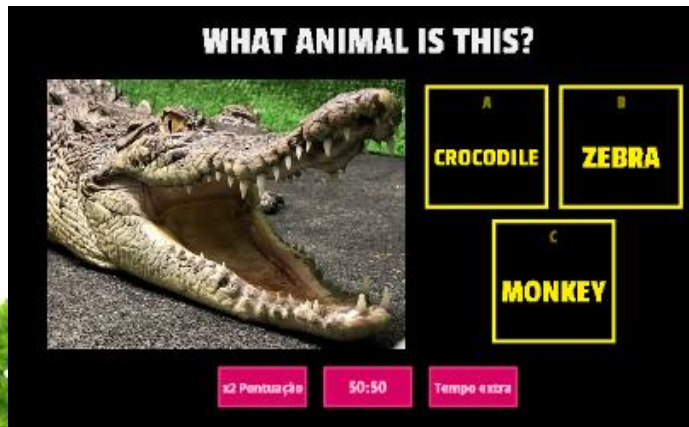 WHAT ANIMAL IS THIS?
A
CROCODILE
B
ZEBRA
C
MONKEY
x2 Pontuação
50:50
Tempo extra